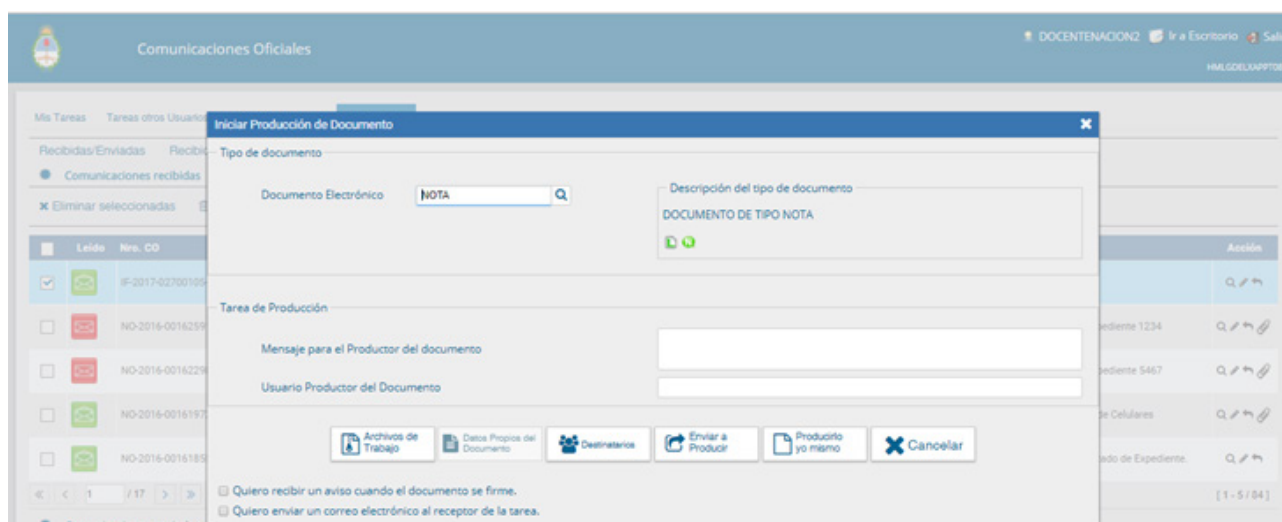 DOCENTENACION2 Ir a Escritorio Sali
Comunicaciones Oficiales
Mis Tareas Tareas otros Usuario
Iniciar Producción de Documento
Recibidas/Enviadas Recibid
Tipo de documento
Comunicaciones recibidas
Documento Electrónico NOTA
Descripción del tipo de documento
Eliminar seleccionadas
DOCUMENTO DE TIPO NOTA
Leído Nro. CO Acción
IF-2017-02700105
Tarea de Producción
NO-2016-0016259 pediente 1234
Mensaje para el Productor del documento
NO-2016-0016229 pediente 5467
Usuario Productor del Documento
NO-2016-0016197 de Celulares
Archivos de Trabajo
Datos Propios del Documento
Destinatarios
Enviar a Producir
Producirlo yo mismo
Cancelar
NO-2016-0016185 ado de Expediente.
Quiero recibir un aviso cuando el documento se firme.
1 / 17 [ 1 - 5 / 84 ]
Quiero enviar un correo electrónico al receptor de la tarea.